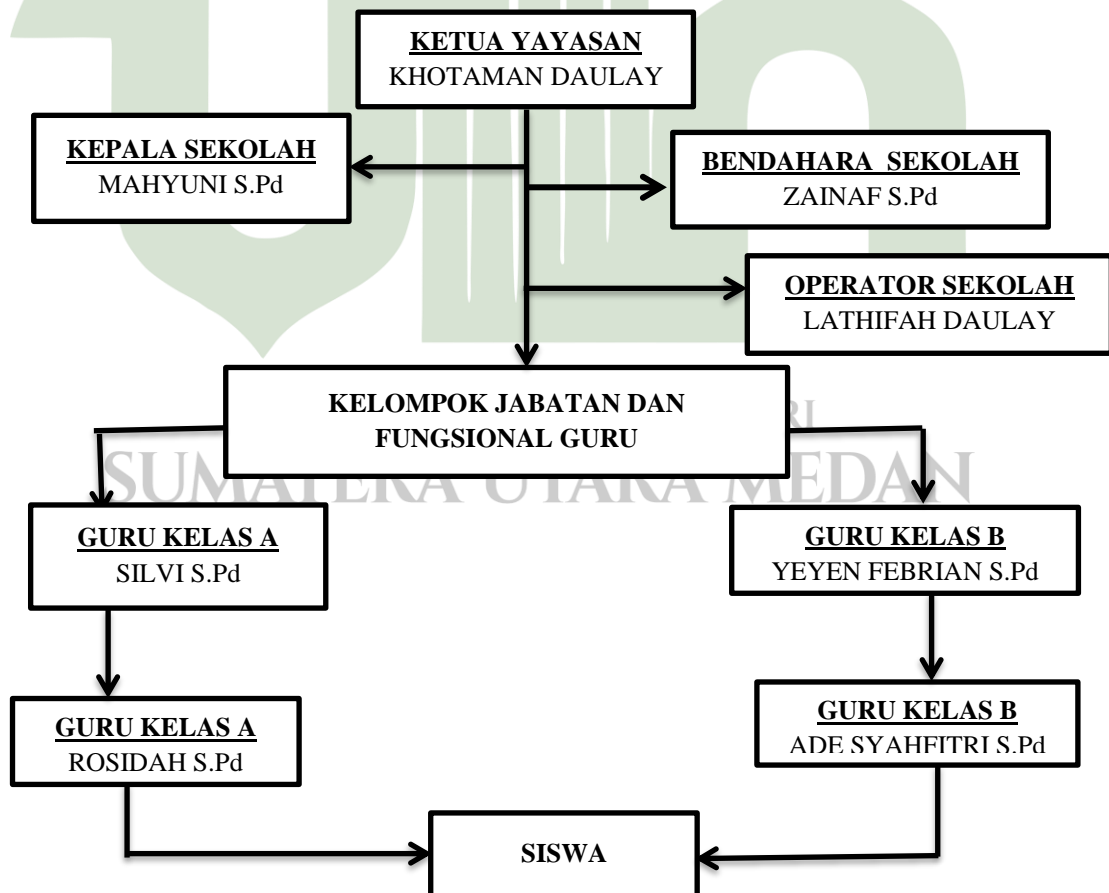 KETUA YAYASAN
KHOTAMAN DAULAY
KEPALA SEKOLAH
MAHYUNI S.Pd
BENDAHARA SEKOLAH
ZAINAF S.Pd
OPERATOR SEKOLAH
LATHIFAH DAULAY
KELOMPOK JABATAN DAN
FUNGSIONAL GURU
SUMATERA UTARA MEDAN
GURU KELAS A
SILVI S.Pd
GURU KELAS B
YEYEN FEBRIAN S.Pd
GURU KELAS A
ROSIDAH S.Pd
GURU KELAS B
ADE SYAHFITRI S.Pd
SISWA